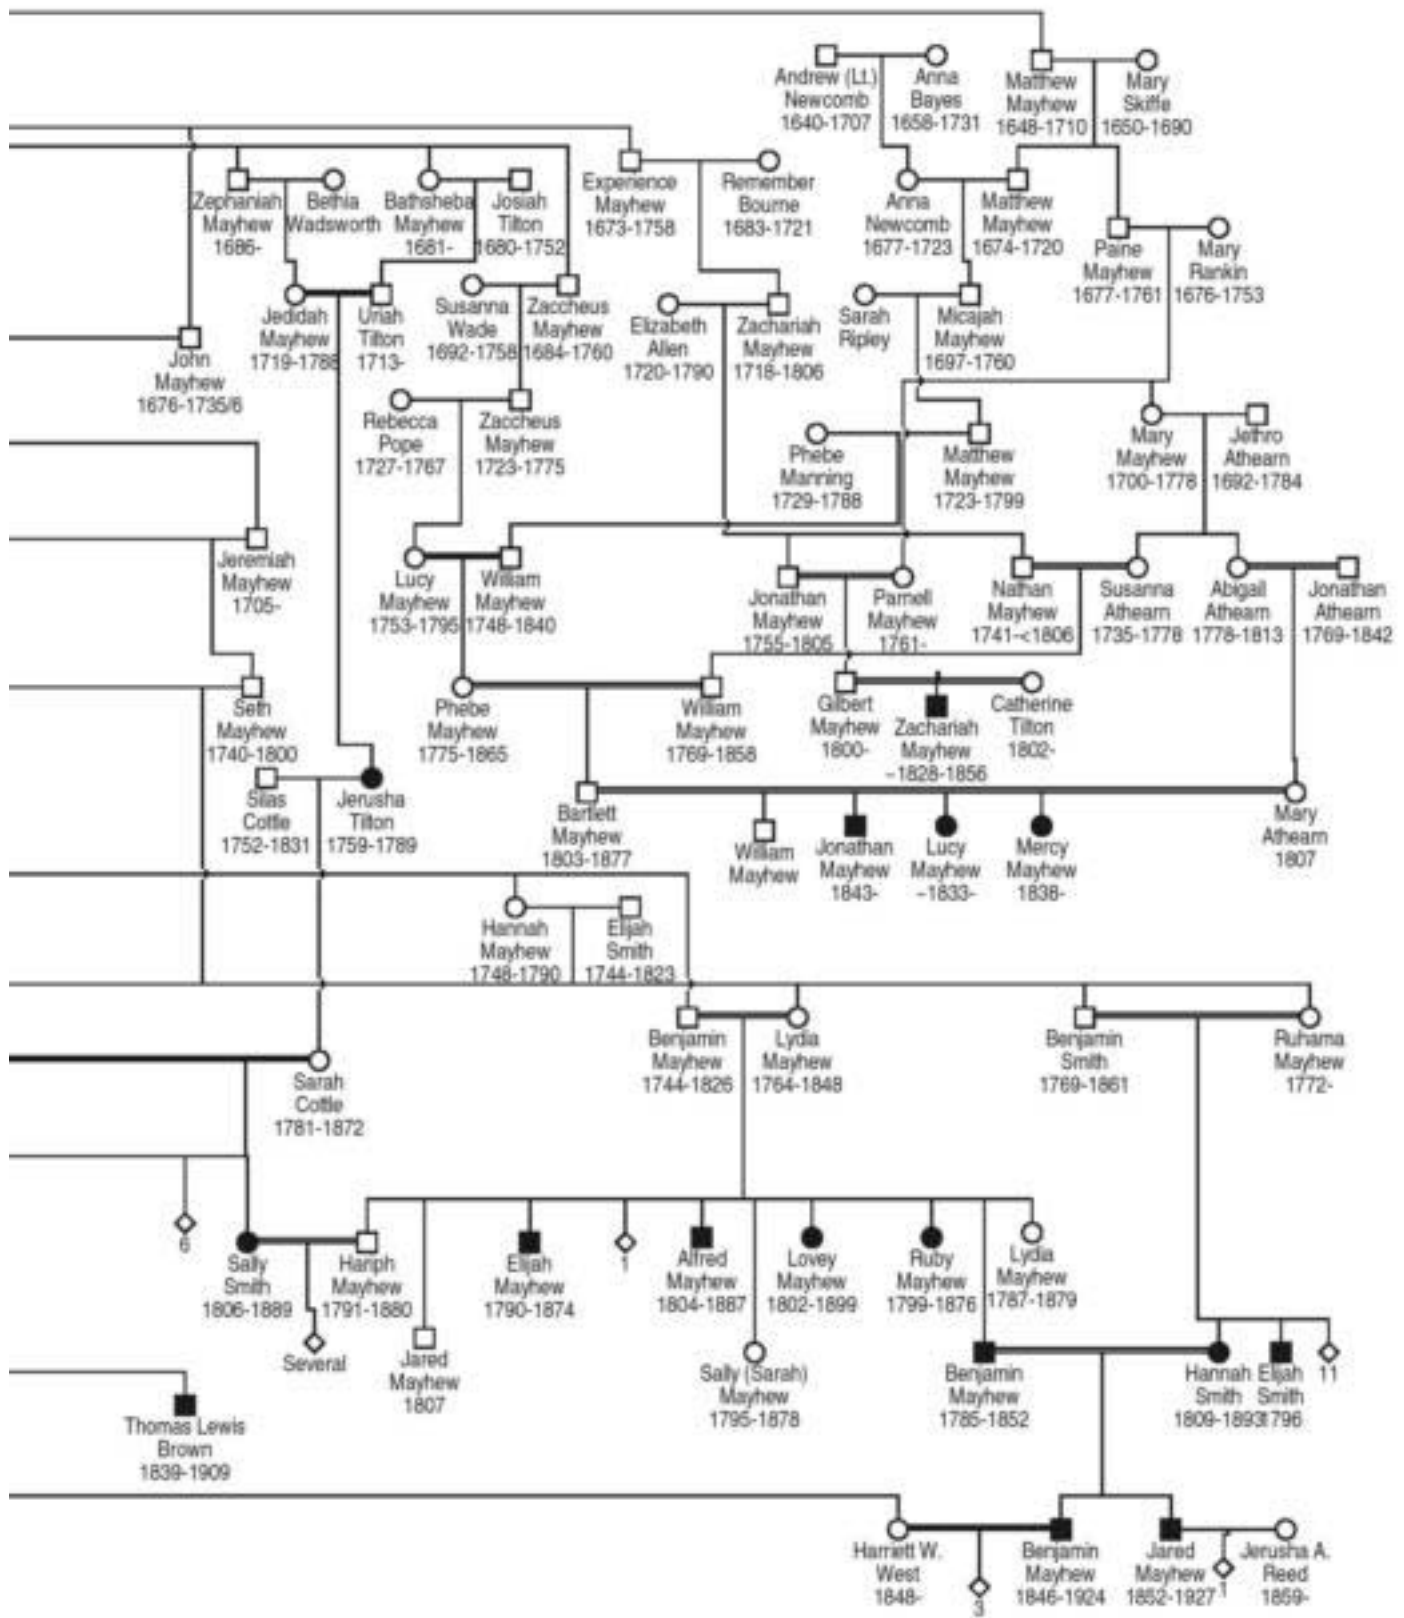 Andrew (Lt.)
Newcomb
1640-1707
Anna
Bayes
1658-1731
Matthew
Mayhew
1648-1710
Mary
Skiffe
1650-1690
Zephaniah
Mayhew
1686-
Bethia
Wadsworth
Bathsheba
Mayhew
1681-
Josiah
Tilton
1680-1752
Experience
Mayhew
1673-1758
Remember
Bourne
1683-1721
Anna
Newcomb
1677-1723
Matthew
Mayhew
1674-1720
Paine
Mayhew
1677-1761
Mary
Rankin
1676-1753
Jedidah
Mayhew
1719-1788
Uriah
Tilton
1713-
Susanna
Wade
1692-1758
Zaccheus
Mayhew
1684-1760
Elizabeth
Allen
1720-1790
Zachariah
Mayhew
1718-1806
Sarah
Ripley
Micajah
Mayhew
1697-1760
John
Mayhew
1676-1735/6
Rebecca
Pope
1727-1767
Zaccheus
Mayhew
1723-1775
Phebe
Manning
1729-1788
Matthew
Mayhew
1723-1799
Mary
Mayhew
1700-1778
Jethro
Athearn
1692-1784
Jeremiah
Mayhew
1705-
Lucy
Mayhew
1753-1795
William
Mayhew
1748-1840
Jonathan
Mayhew
1755-1805
Parnell
Mayhew
1761-
Nathan
Mayhew
1741-<1806
Susanna
Athearn
1735-1778
Abigail
Athearn
1778-1813
Jonathan
Athearn
1769-1842
Seth
Mayhew
1740-1800
Phebe
Mayhew
1775-1865
William
Mayhew
1769-1858
Gilbert
Mayhew
1800-
Zachariah
Mayhew
~1828-1856
Catherine
Tilton
1802-
Silas
Cottle
1752-1831
Jerusha
Tilton
1759-1789
Bartlett
Mayhew
1803-1877
William
Mayhew
Jonathan
Mayhew
1843-
Lucy
Mayhew
~1833-
Mercy
Mayhew
1838-
Mary
Athearn
1807
Hannah
Mayhew
1748-1790
Elijah
Smith
1744-1823
Benjamin
Mayhew
1744-1826
Lydia
Mayhew
1764-1848
Benjamin
Smith
1769-1861
Ruhama
Mayhew
1772-
Sarah
Cottle
1781-1872
6
Sally
Smith
1806-1889
Hariph
Mayhew
1791-1880
Several
Jared
Mayhew
1807
Elijah
Mayhew
1790-1874
1
Alfred
Mayhew
1804-1887
Sally (Sarah)
Mayhew
1795-1878
Lovey
Mayhew
1802-1899
Ruby
Mayhew
1799-1876
Lydia
Mayhew
1787-1879
Benjamin
Mayhew
1785-1852
Hannah
Smith
1809-1893
Elijah
Smith
1796
11
Thomas Lewis
Brown
1839-1909
Harriett W.
West
1848-
3
Benjamin
Mayhew
1846-1924
Jared
Mayhew
1852-1927
1
Jerusha A.
Reed
1859-